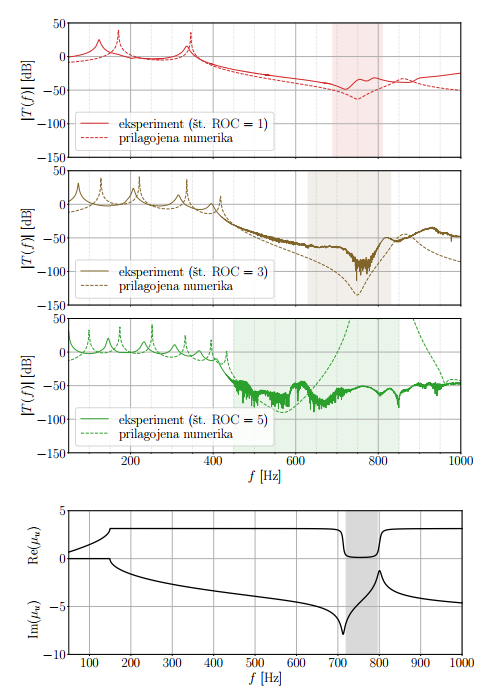 50
0
−50
−100
−150
|T(f)| [dB]
eksperiment (št. ROC = 1)
prilagojena numerika
50
0
−50
−100
−150
|T(f)| [dB]
eksperiment (št. ROC = 3)
prilagojena numerika
50
0
−50
−100
−150
|T(f)| [dB]
eksperiment (št. ROC = 5)
prilagojena numerika
200 400 600 800 1000
f [Hz]
5
0
−5
−10
Re(μᵤ)
Im(μᵤ)
100 200 300 400 500 600 700 800 900 1000
f [Hz]